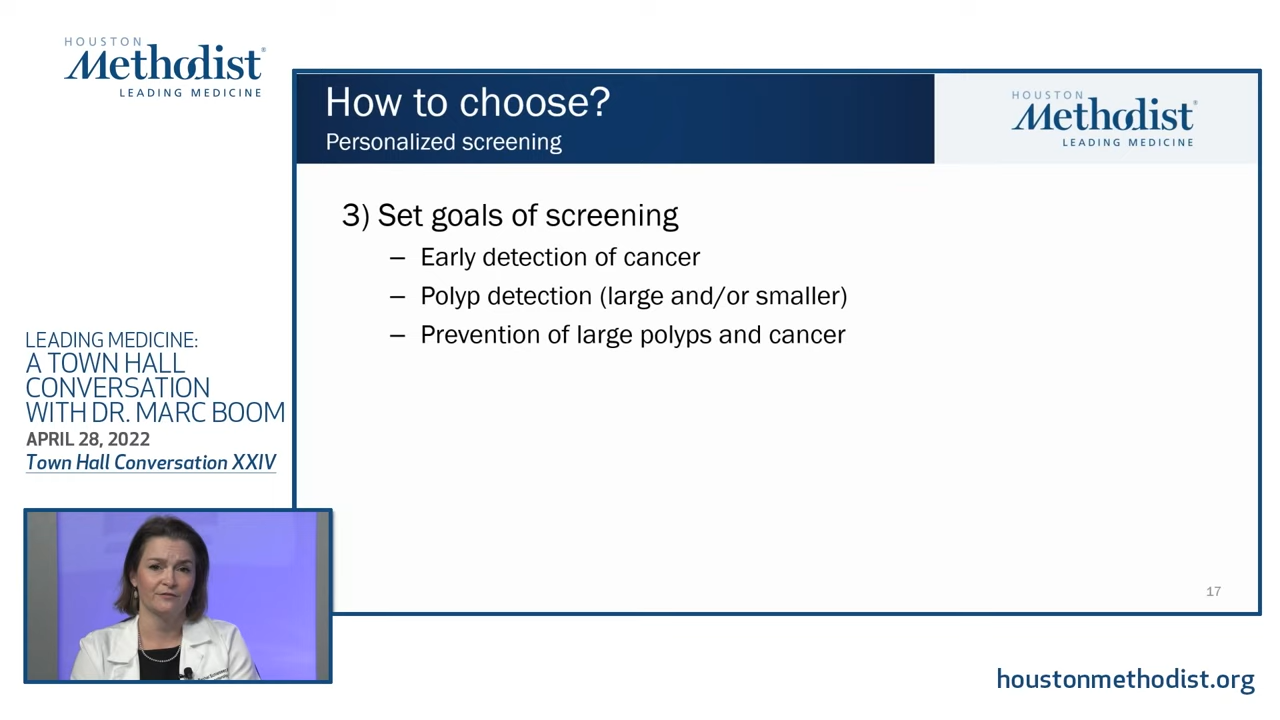 HOUSTON
Methodist®
LEADING MEDICINE
How to choose?
Personalized screening
HOUSTON
Methodist®
LEADING MEDICINE
3) Set goals of screening
– Early detection of cancer
– Polyp detection (large and/or smaller)
– Prevention of large polyps and cancer
17
LEADING MEDICINE:
A TOWN HALL
CONVERSATION
WITH DR. MARC BOOM
APRIL 28, 2022
Town Hall Conversation XXIV
houstonmethodist.org